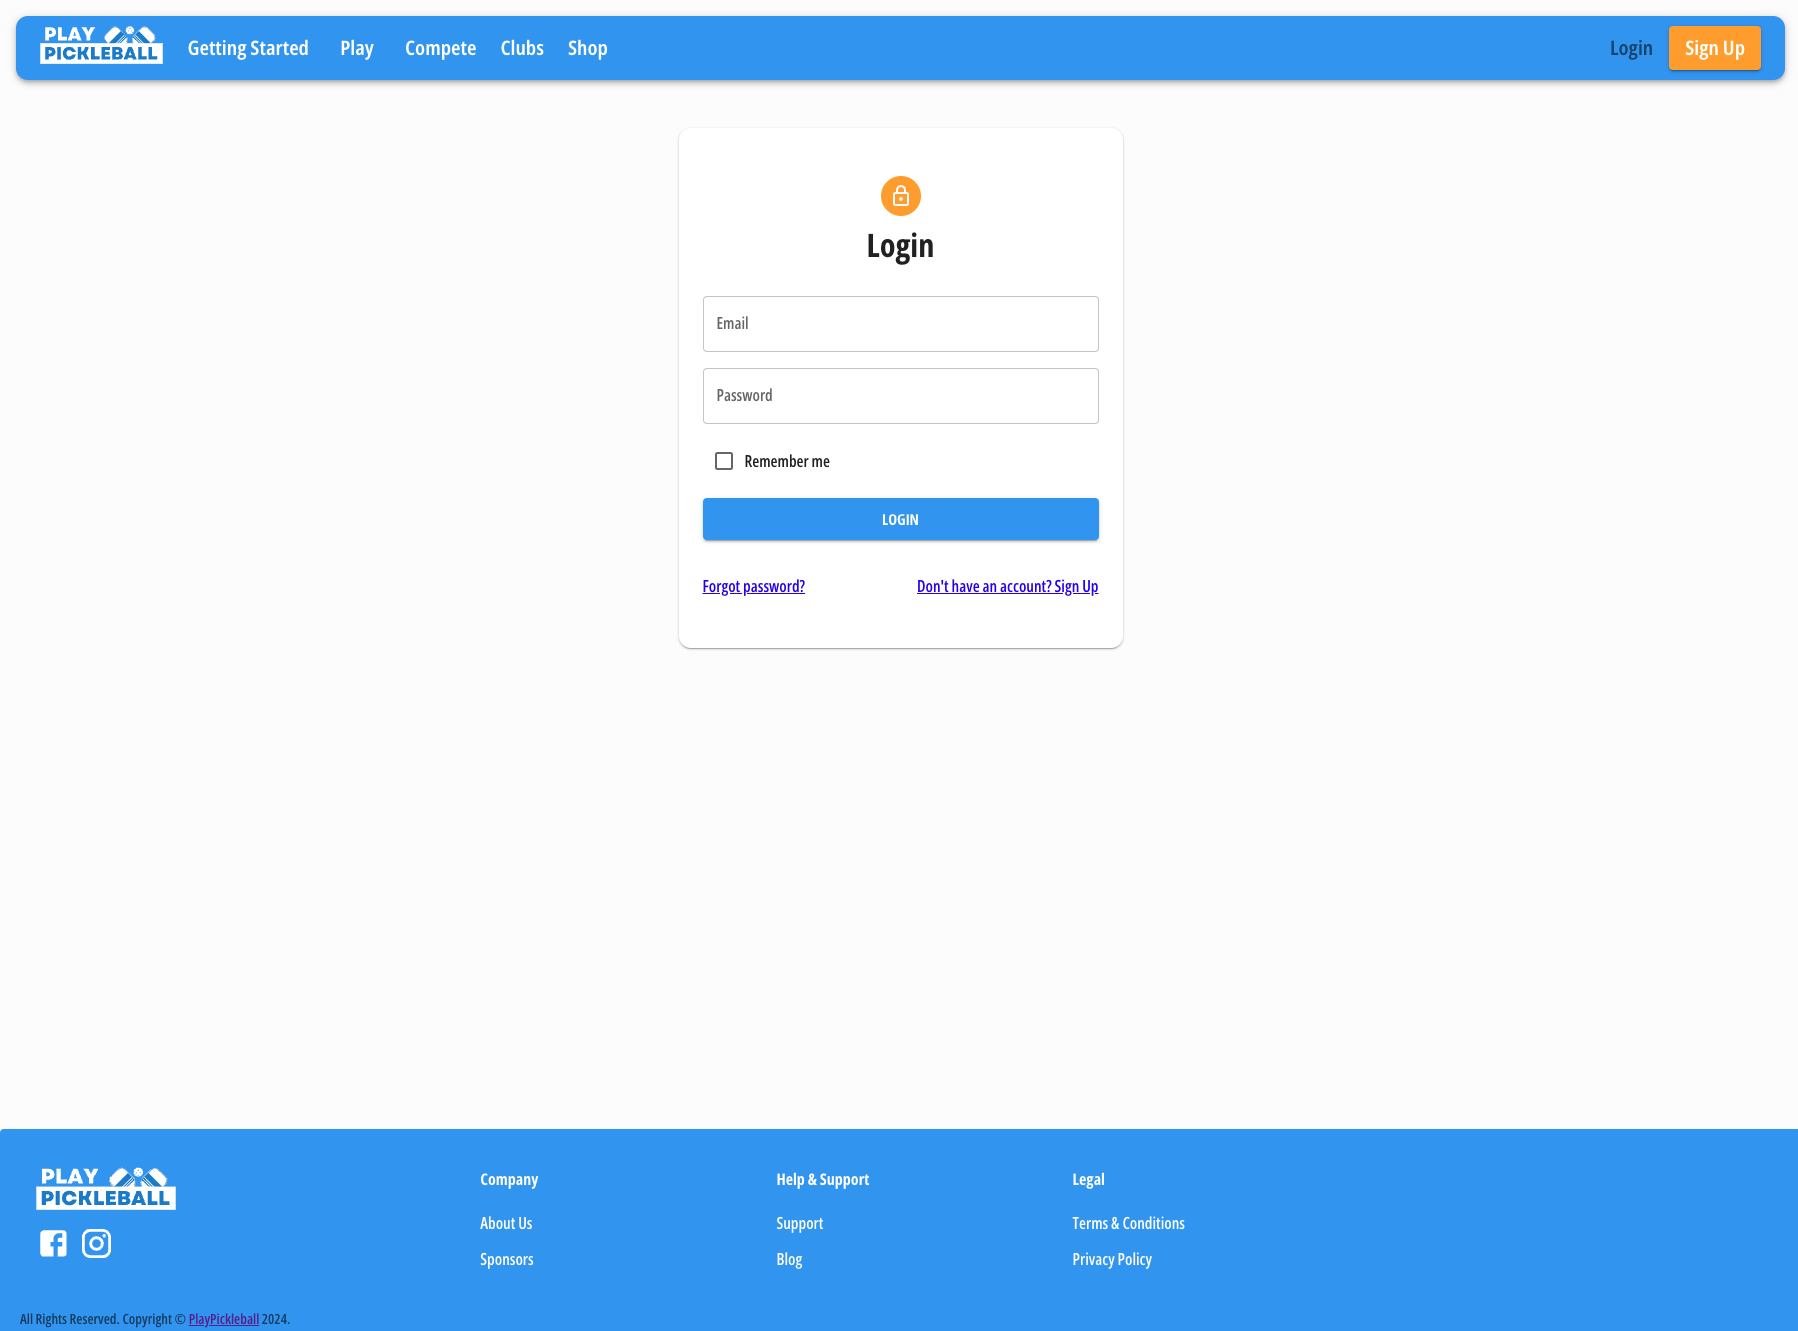 PLAY
PICKLEBALL
Getting Started Play Compete Clubs Shop Login Sign Up
Login
Email
Password
Remember me
LOGIN
Forgot password? Don't have an account? Sign Up
PLAY
PICKLEBALL
Company
About Us
Sponsors
Help & Support
Support
Blog
Legal
Terms & Conditions
Privacy Policy
All Rights Reserved. Copyright © PlayPickleball 2024.